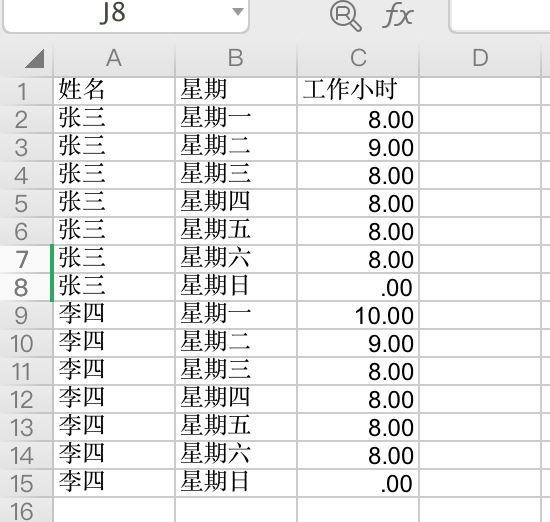 J8 fx
A B C D
1 姓名 星期 工作小时
2 张三 星期一 8.00
3 张三 星期二 9.00
4 张三 星期三 8.00
5 张三 星期四 8.00
6 张三 星期五 8.00
7 张三 星期六 8.00
8 张三 星期日 .00
9 李四 星期一 10.00
10 李四 星期二 9.00
11 李四 星期三 8.00
12 李四 星期四 8.00
13 李四 星期五 8.00
14 李四 星期六 8.00
15 李四 星期日 .00
16